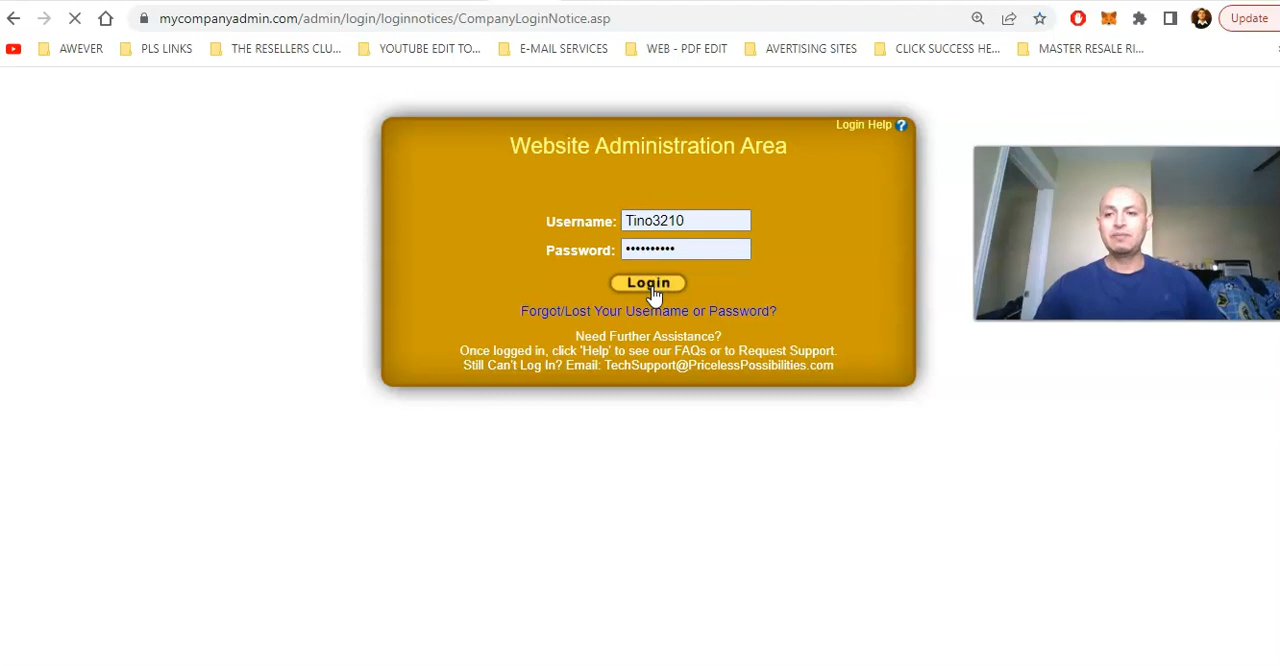 mycompanyadmin.com/admin/login/loginnotices/CompanyLoginNotice.asp
Update
AWEVER
PLS LINKS
THE RESELLERS CLU...
YOUTUBE EDIT TO...
E-MAIL SERVICES
WEB - PDF EDIT
AVERTISING SITES
CLICK SUCCESS HE...
MASTER RESALE RI...
Login Help ?
Website Administration Area
Username: Tino3210
Password: ••••••••••
Login
Forgot/Lost Your Username or Password?
Need Further Assistance?
Once logged in, click 'Help' to see our FAQs or to Request Support.
Still Can't Log In? Email: TechSupport@PricelessPossibilities.com